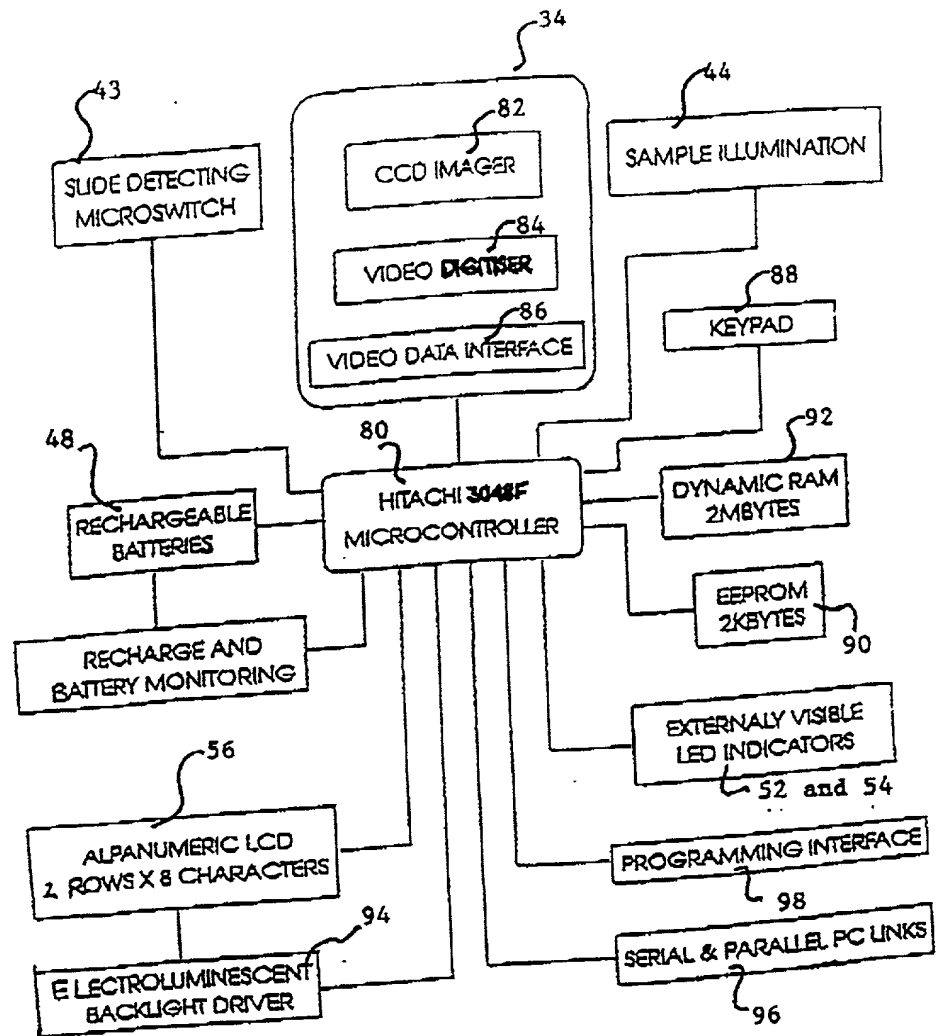 34
43
44
82
SLIDE DETECTING
MICROSWITCH
CCD IMAGER
SAMPLE ILLUMINATION
84
VIDEO DIGITISER
88
KEYPAD
86
VIDEO DATA INTERFACE
48
80
92
RECHARGEABLE
BATTERIES
HITACHI 3048F
MICROCONTROLLER
DYNAMIC RAM
2MBYTES
EEPROM
2KBYTES
90
RECHARGE AND
BATTERY MONITORING
EXTERNALY VISIBLE
LED INDICATORS
52 and 54
56
ALPANUMERIC LCD
2 ROWS X 8 CHARACTERS
PROGRAMMING INTERFACE
98
94
ELECTROLUMINESCENT
BACKLIGHT DRIVER
SERIAL & PARALLEL PC LINKS
96